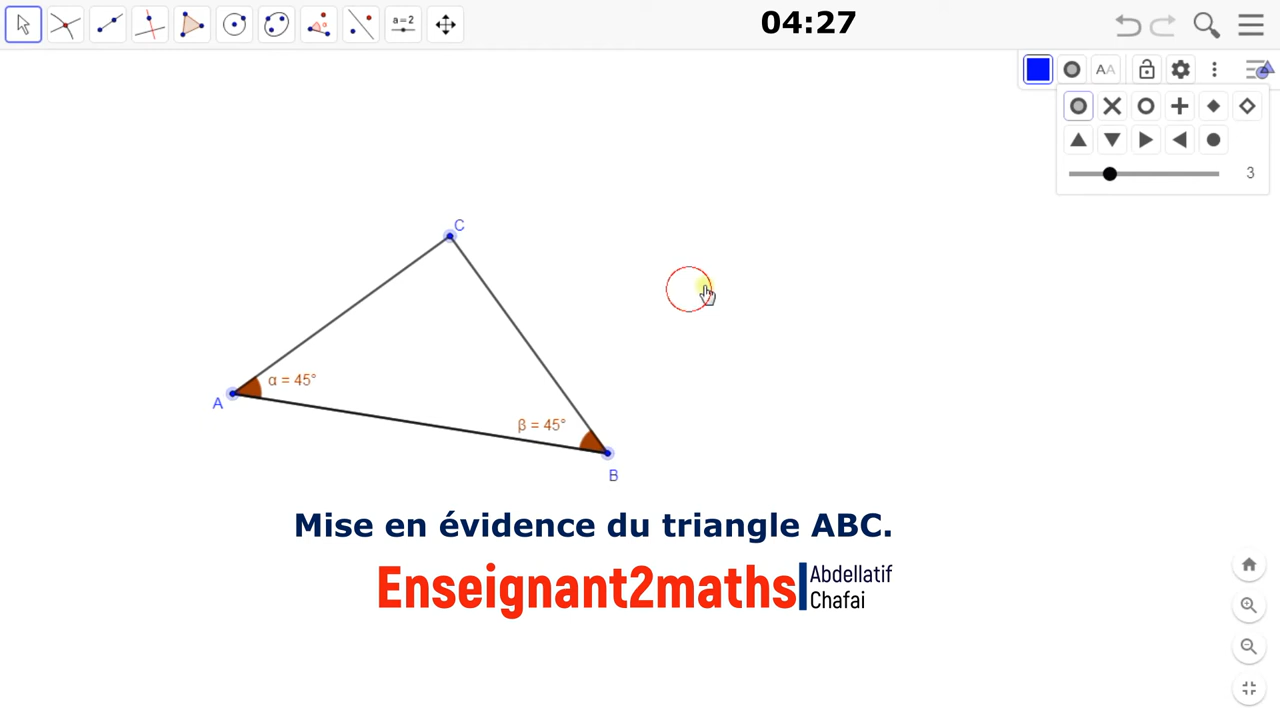 a=2
04:27
AA
3
C
α = 45°
A
β = 45°
B
Mise en évidence du triangle ABC.
Enseignant2maths
Abdellatif
Chafai